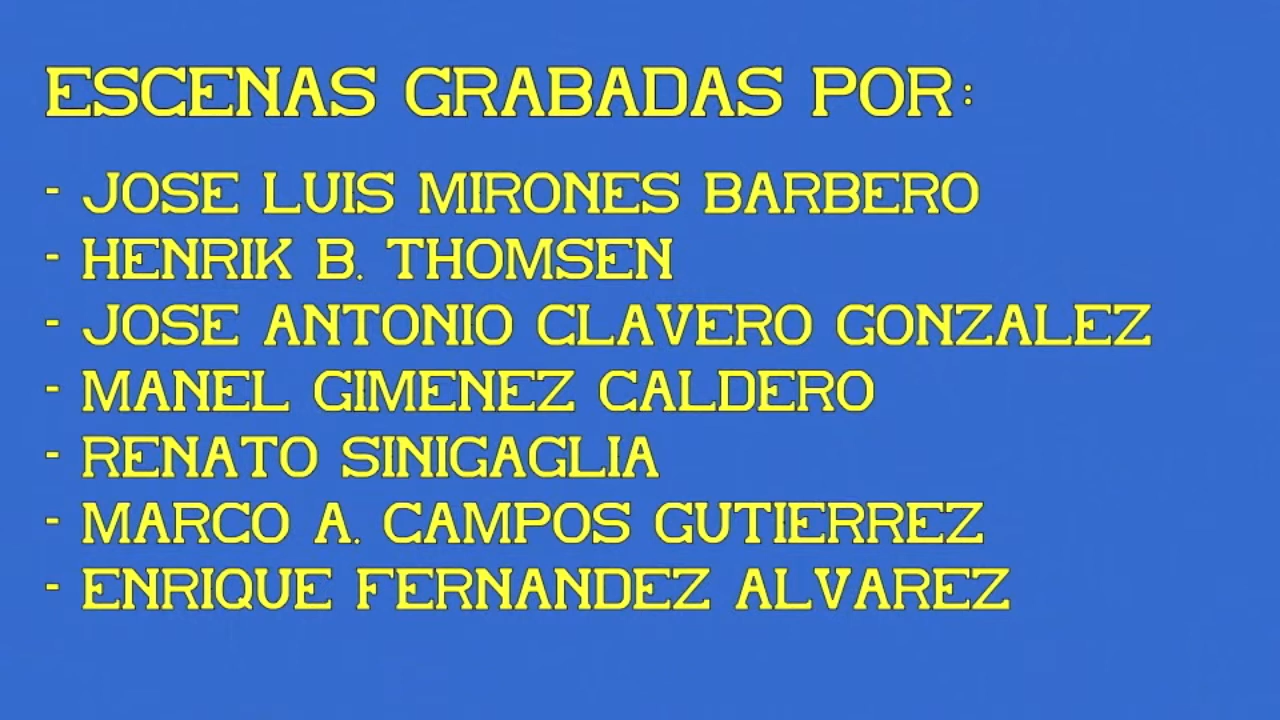 ESCENAS GRABADAS POR:
- JOSE LUIS MIRONES BARBERO
- HENRIK B. THOMSEN
- JOSE ANTONIO CLAVERO GONZALEZ
- MANEL GIMENEZ CALDERO
- RENATO SINIGAGLIA
- MARCO A. CAMPOS GUTIERREZ
- ENRIQUE FERNANDEZ ALVAREZ